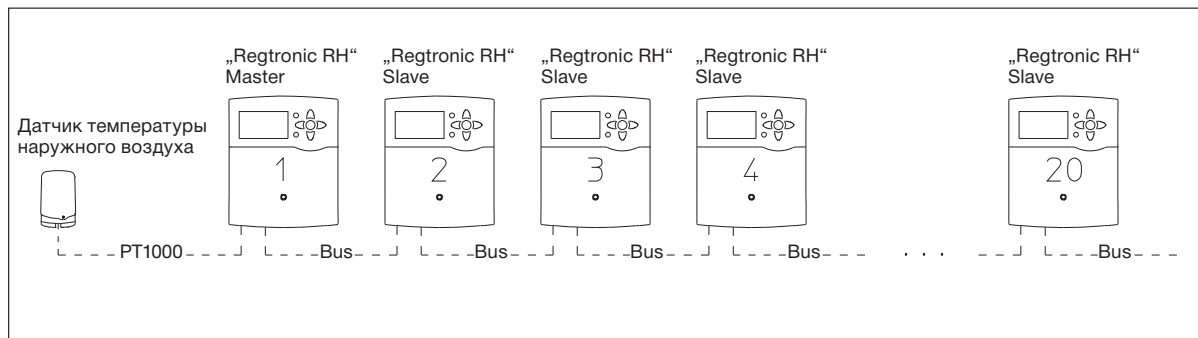 „Regtronic RH“
Master
„Regtronic RH“
Slave
„Regtronic RH“
Slave
„Regtronic RH“
Slave
„Regtronic RH“
Slave
Датчик температуры
наружного воздуха
1
2
3
4
20
PT1000
Bus
Bus
Bus
Bus
. . .
Bus